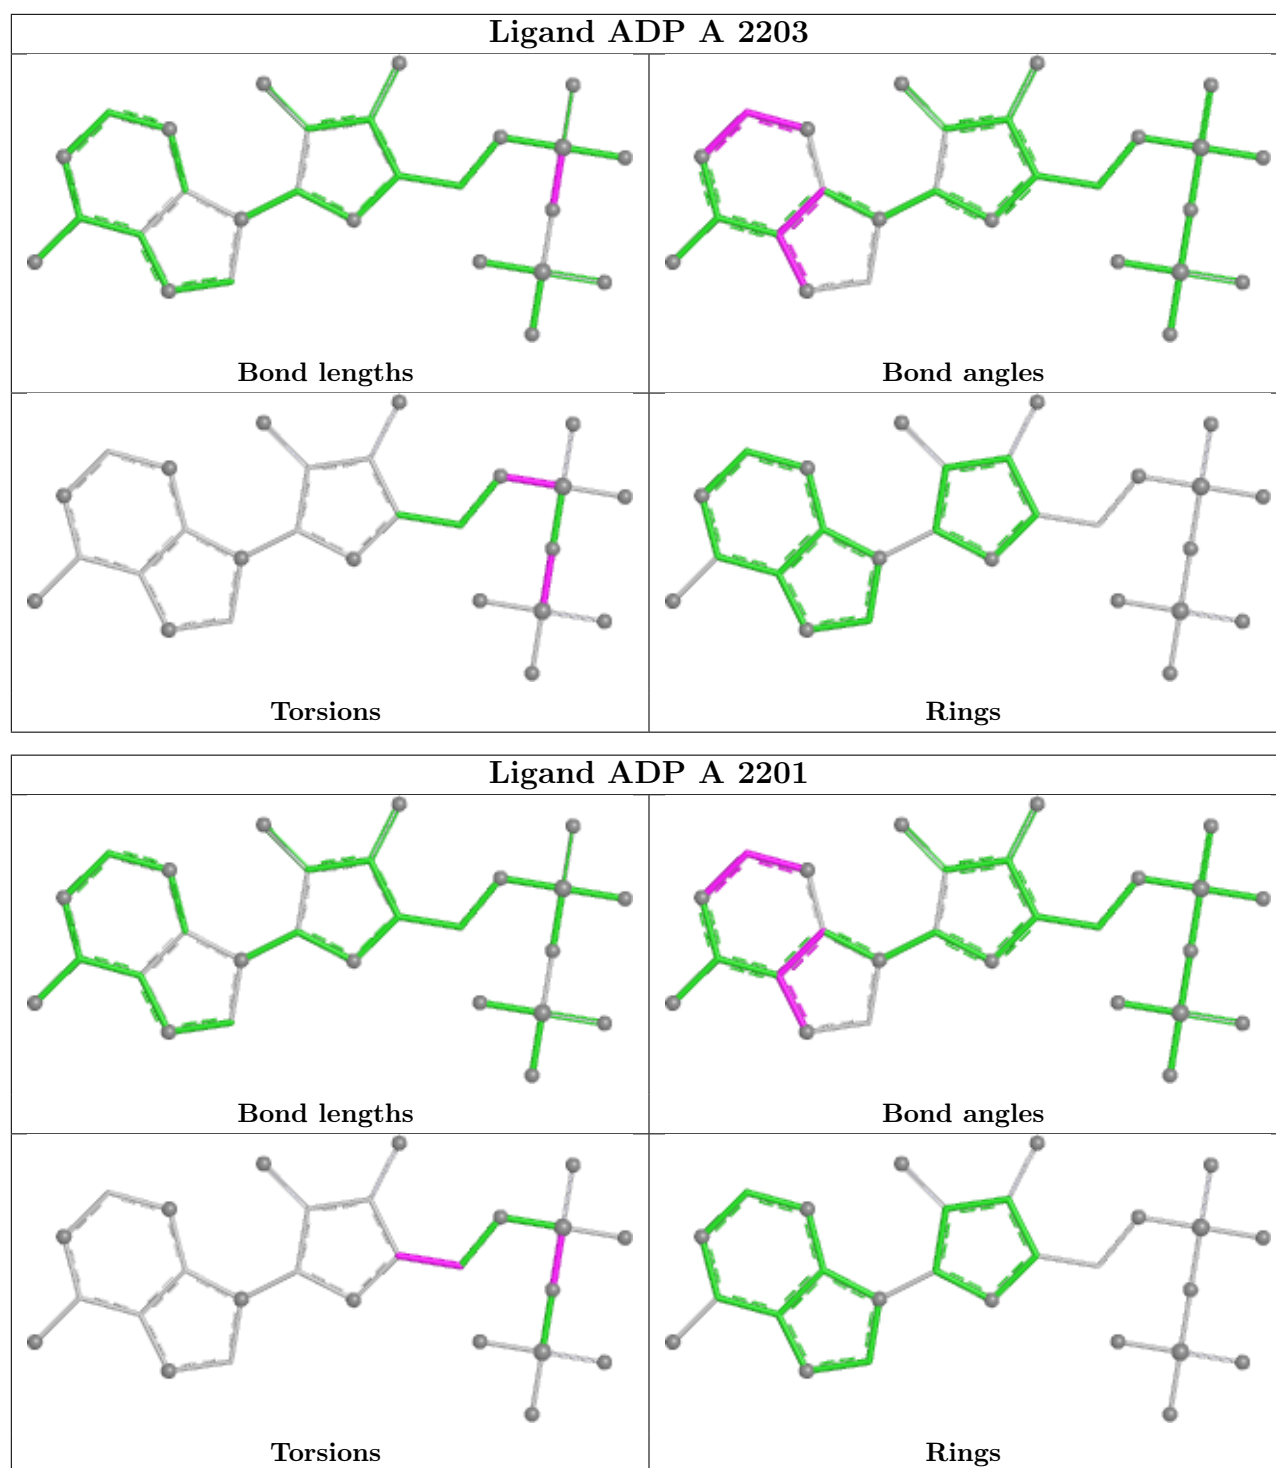 Ligand ADP A 2203
Bond lengths
Bond angles
Torsions
Rings
Ligand ADP A 2201
Bond lengths
Bond angles
Torsions
Rings